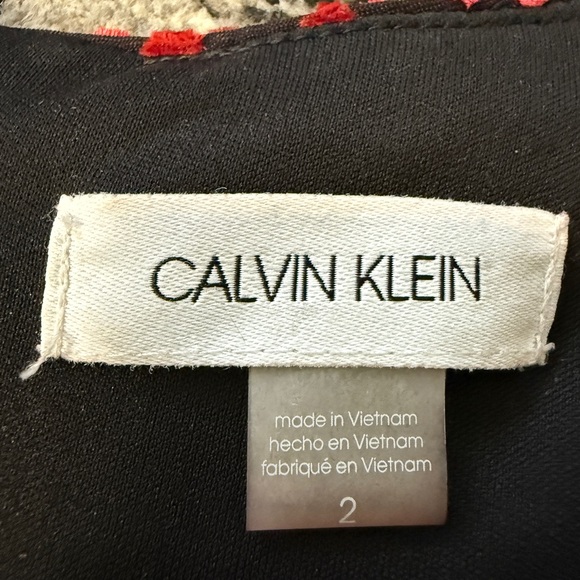 CALVIN KLEIN
made in Vietnam
hecho en Vietnam
fabriqué en Vietnam
2